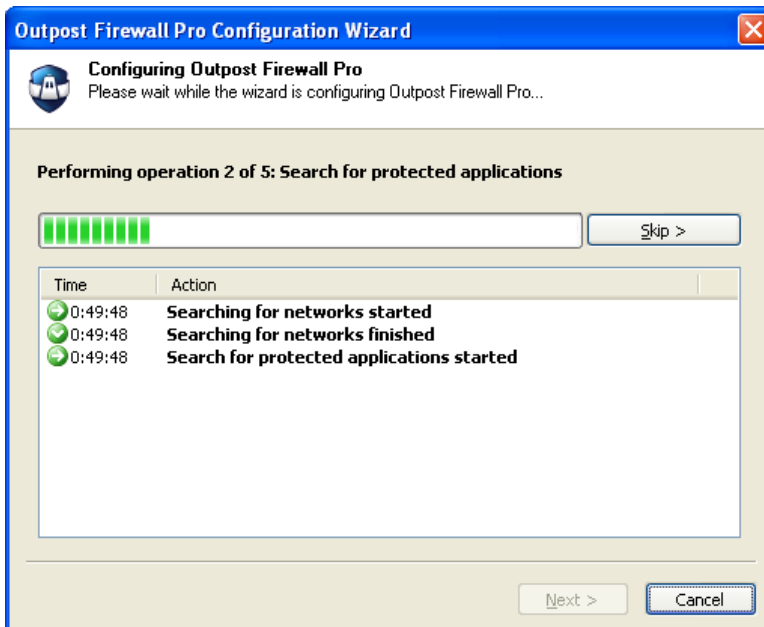 Outpost Firewall Pro Configuration Wizard
Configuring Outpost Firewall Pro
Please wait while the wizard is configuring Outpost Firewall Pro...
Performing operation 2 of 5: Search for protected applications
Skip >
Time Action
0:49:48 Searching for networks started
0:49:48 Searching for networks finished
0:49:48 Search for protected applications started
Next > Cancel